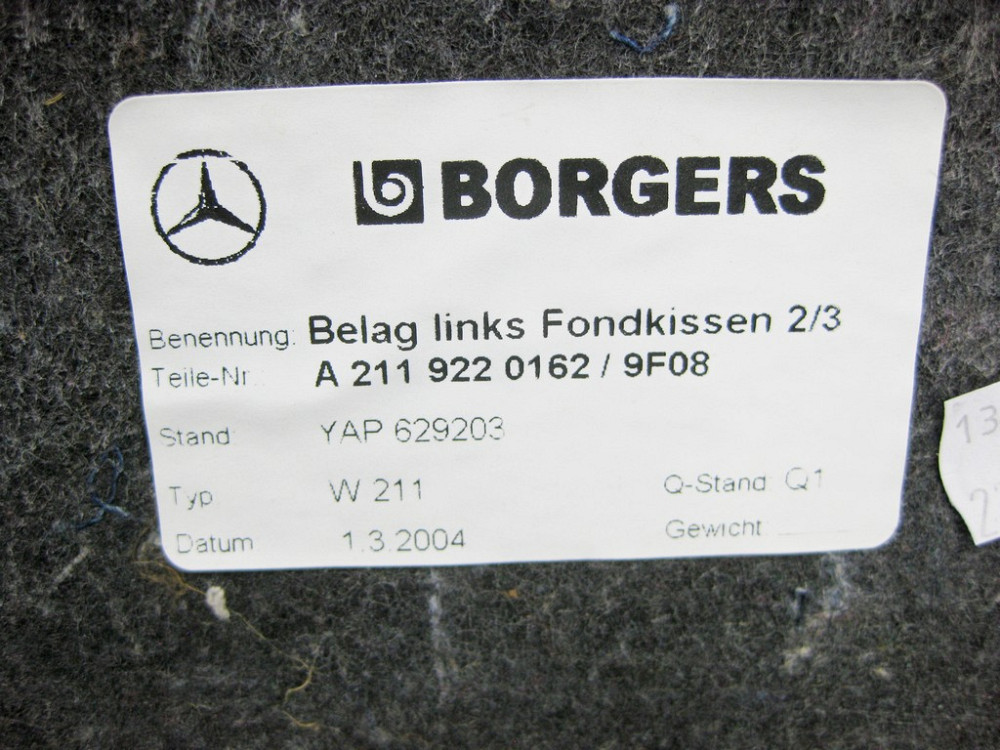 BORGERS
Benennung: Belag links Fondkissen 2/3
Teile-Nr A 211 922 0162 / 9F08
Stand: YAP 629203
Typ W 211 Q-Stand: Q1
Datum 1.3.2004 Gewicht
13